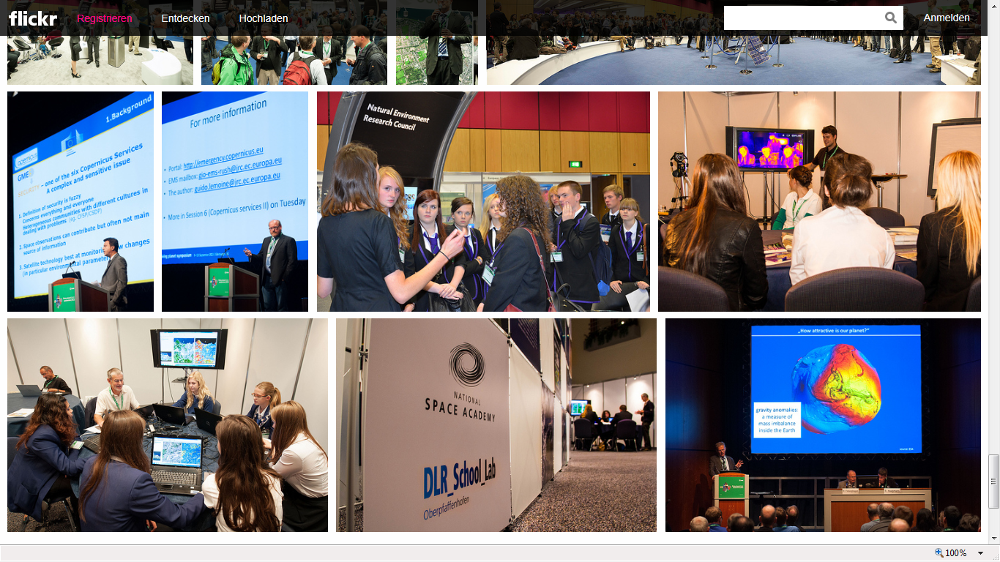 flickr Registrieren Entdecken Hochladen Anmelden
1.Background
copernicus
GME
SECURITY – one of the six Copernicus Services
A complex and sensitive issue
1. Definition of security is fuzzy
Concerns everything and everyone
Heterogeneous communities with different cultures in
dealing with problems (eg. CFSP/CSDP)
2. Space observations can contribute but often not main
source of information
3. Satellite technology best at monitoring changes
(in particular environmental parameters
For more information
• Portal: http://emergency.copernicus.eu
• EMS mailbox: gio-ems-rush@jrc.ec.europa.eu
• The author: guido.lemoine@jrc.ec.europa.eu
• More in Session 6 (Copernicus services II) on Tuesday
planet symposium
Natural Environment
Research Council
NATIONAL
SPACE ACADEMY
DLR_School_Lab
Oberpfaffenhofen
„How attractive is our planet?“
gravity anomalies:
a measure of
mass imbalance
inside the Earth
source: ESA
100%